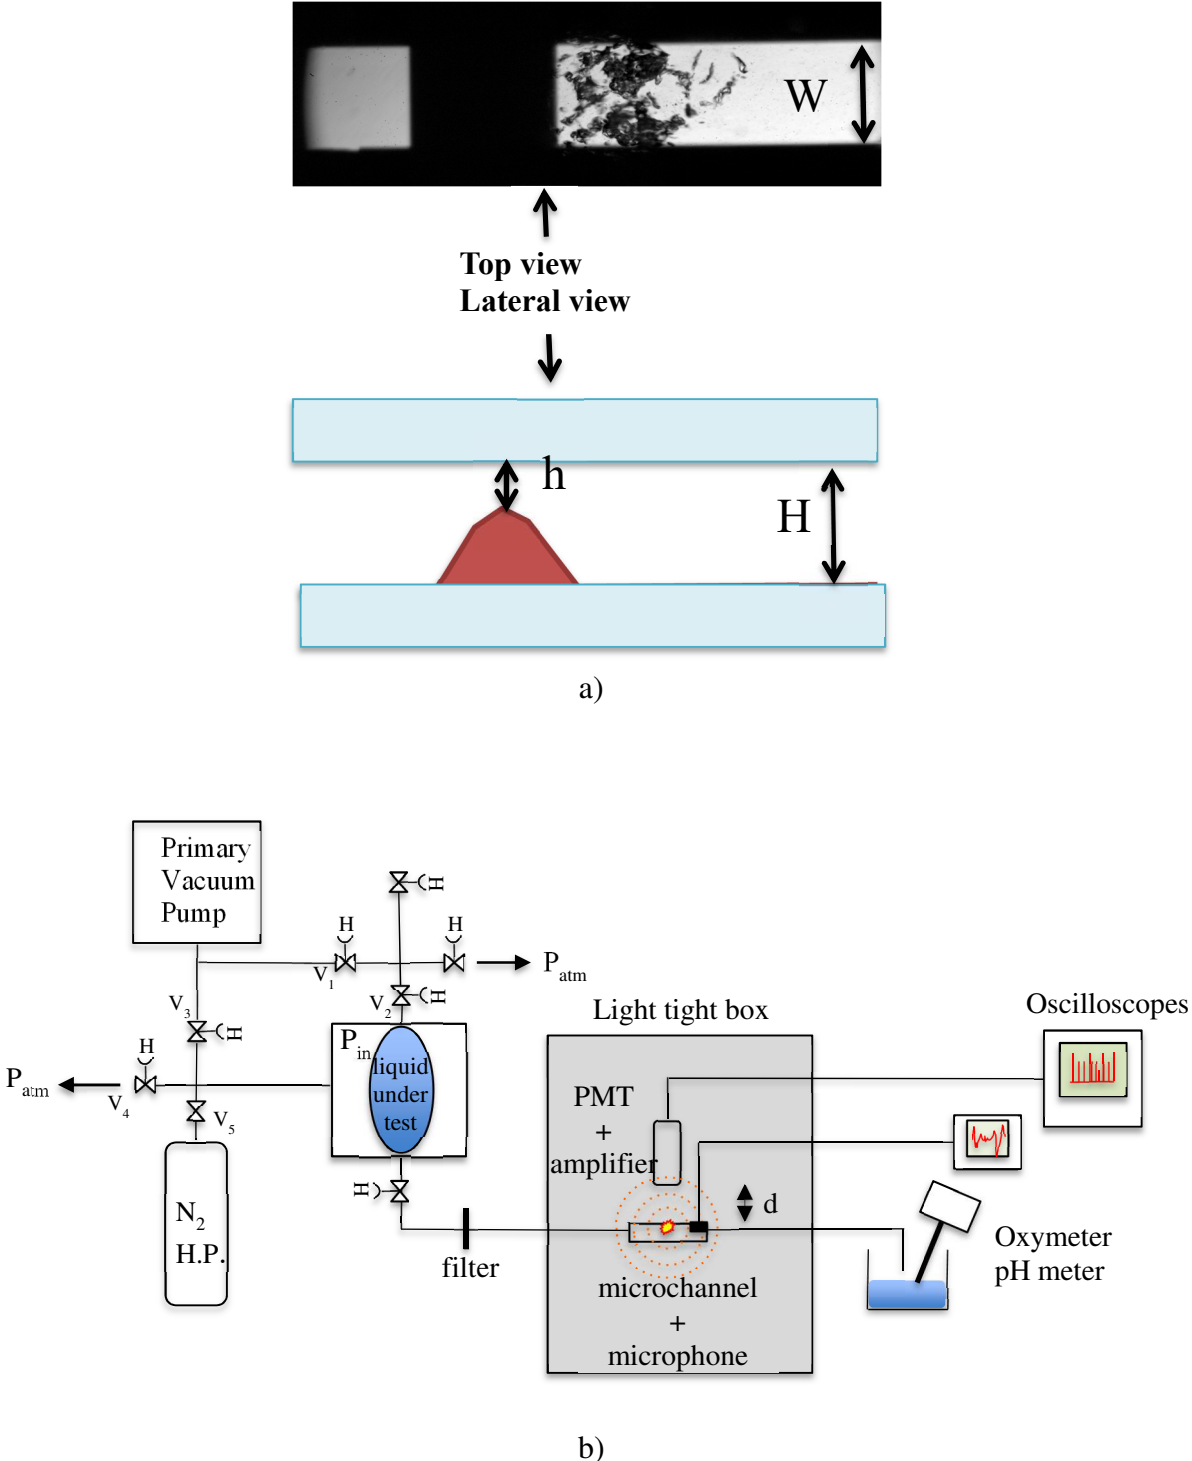 W
Top view
Lateral view
h
H
a)
Primary
Vacuum
Pump
H
H
H
V1
Patm
V2
H
V3
H
Light tight box
Oscilloscopes
H
Patm
V4
Pin
liquid
under
test
PMT
+
amplifier
V5
H
d
N2
H.P.
filter
Oxymeter
pH meter
microchannel
+
microphone
b)